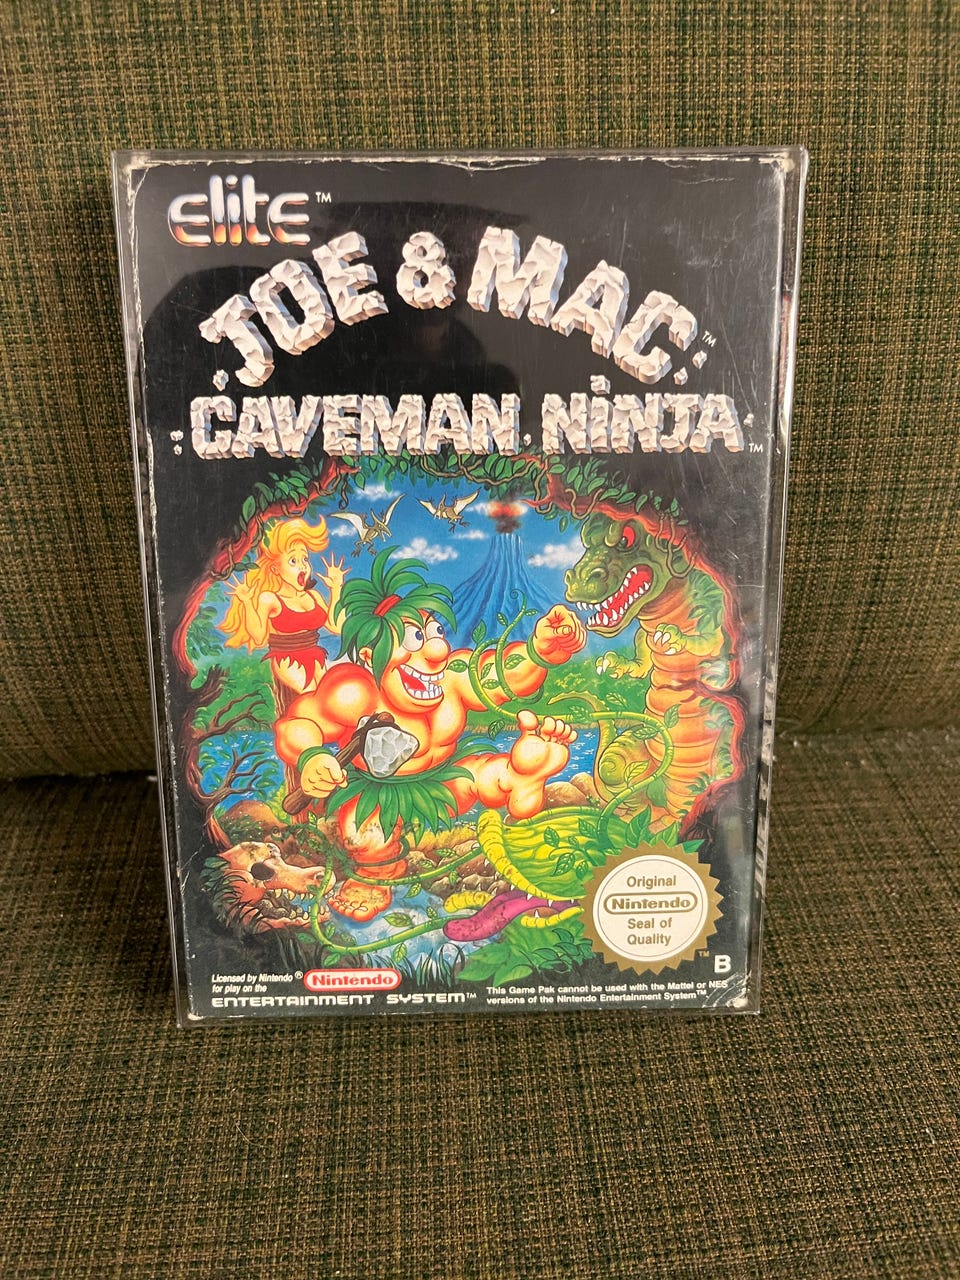 elite™
JOE & MAC™
CAVEMAN NINJA™
Original
Nintendo
Seal of
Quality
™
B
Licensed by Nintendo®
for play on the
Nintendo
ENTERTAINMENT SYSTEM™
This Game Pak cannot be used with the Mattel or NES
versions of the Nintendo Entertainment System™